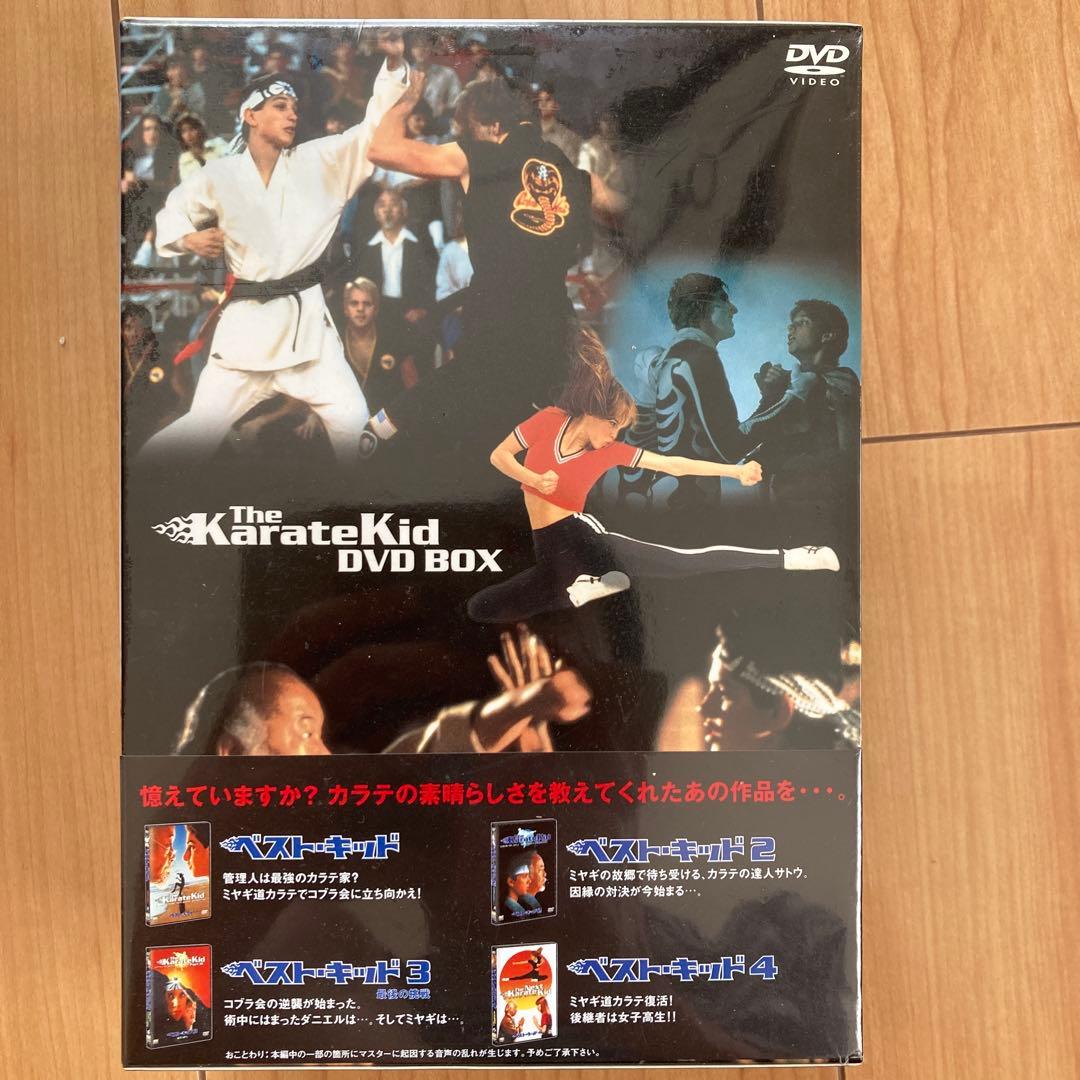 DVD
VIDEO
The
KarateKid
DVD BOX
憶えていますか? カラテの素晴らしさを教えてくれたあの作品を・・・。
ベスト・キッド
管理人は最強のカラテ家?
ミヤギ道カラテでコブラ会に立ち向かえ!
ベスト・キッド2
ミヤギの故郷で待ち受ける、カラテの達人サトウ。
因縁の対決が今始まる…。
ベスト・キッド3
最後の挑戦
コブラ会の逆襲が始まった。
術中にはまったダニエルは…。そしてミヤギは…。
ベスト・キッド4
ミヤギ道カラテ復活!
後継者は女子高生!!
The
KarateKid
The Next
KarateKid
おことわり:本編中の一部の箇所にマスターに起因する音声の乱れが生じます。予めご了承下さい。